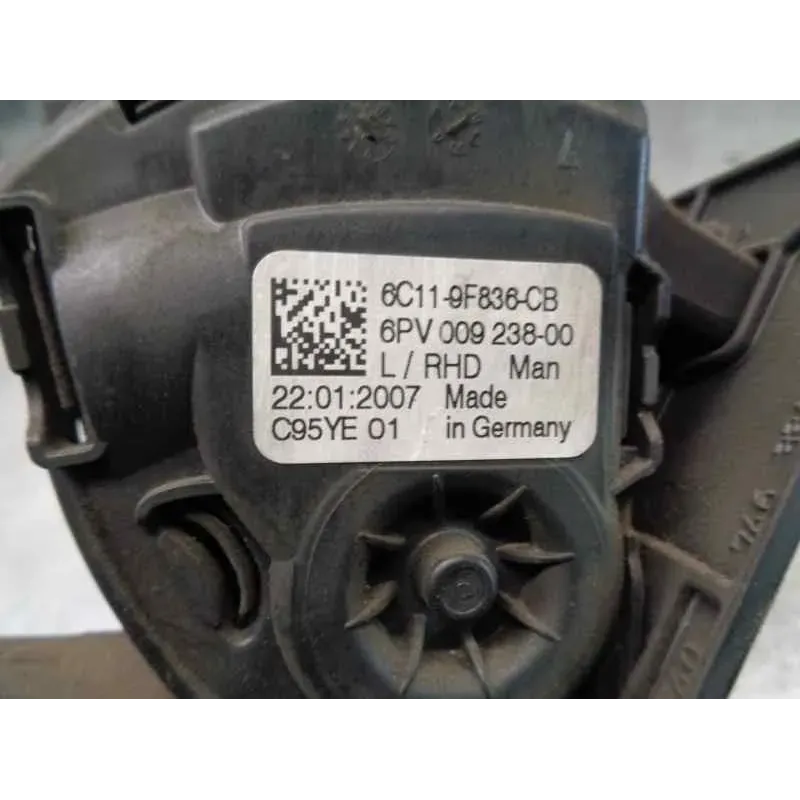 6C11-9F836-CB
6PV 009 238-00
L / RHD Man
22:01:2007 Made
C95YE 01 in Germany